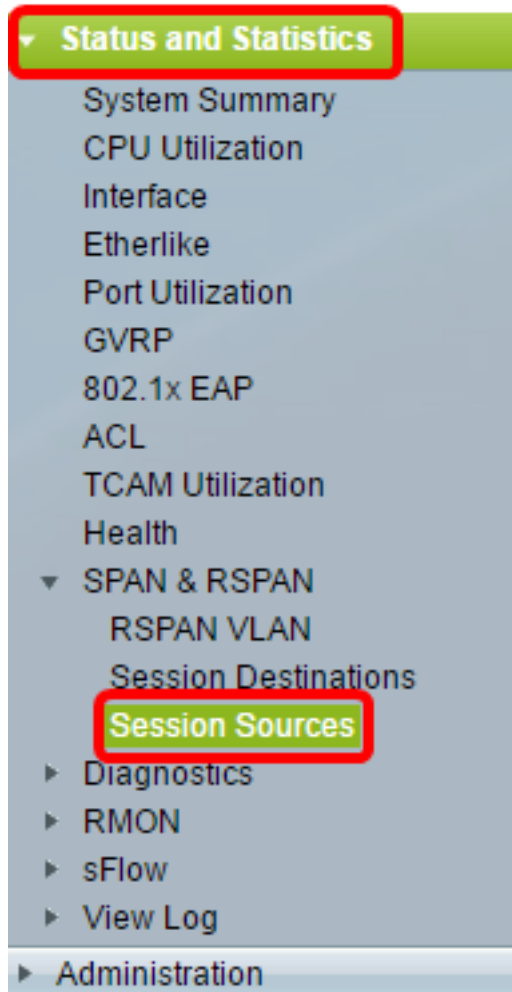 Status and Statistics
System Summary
CPU Utilization
Interface
Etherlike
Port Utilization
GVRP
802.1x EAP
ACL
TCAM Utilization
Health
SPAN & RSPAN
RSPAN VLAN
Session Destinations
Session Sources
Diagnostics
RMON
sFlow
View Log
Administration